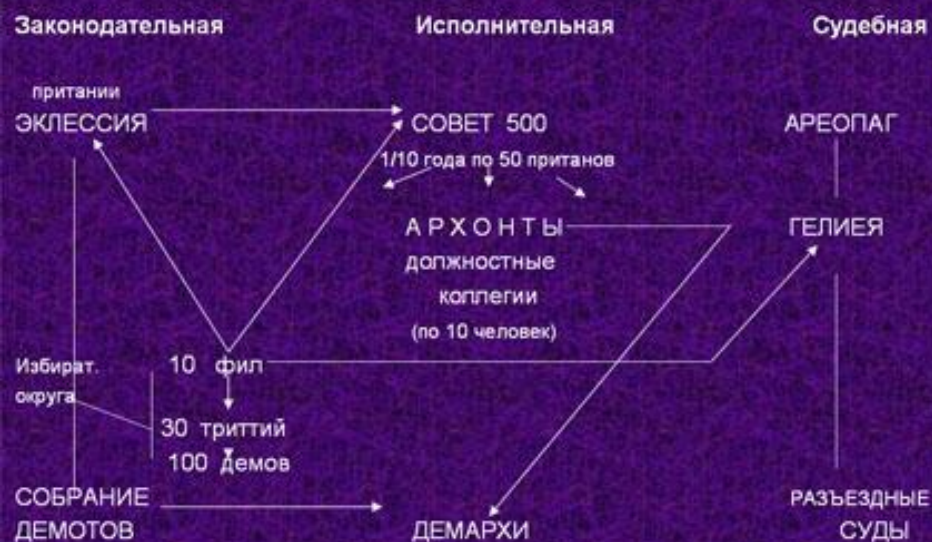 Законодательная Исполнительная Судебная
притании
ЭКЛЕССИЯ СОВЕТ 500 АРЕОПАГ
1/10 года по 50 пританов
АРХОНТЫ ГЕЛИЕЯ
должностные
коллегии
(по 10 человек)
Избират. 10 фил
округа
30 триттий
100 демов
СОБРАНИЕ РАЗЪЕЗДНЫЕ
ДЕМОТОВ ДЕМАРХИ СУДЫ